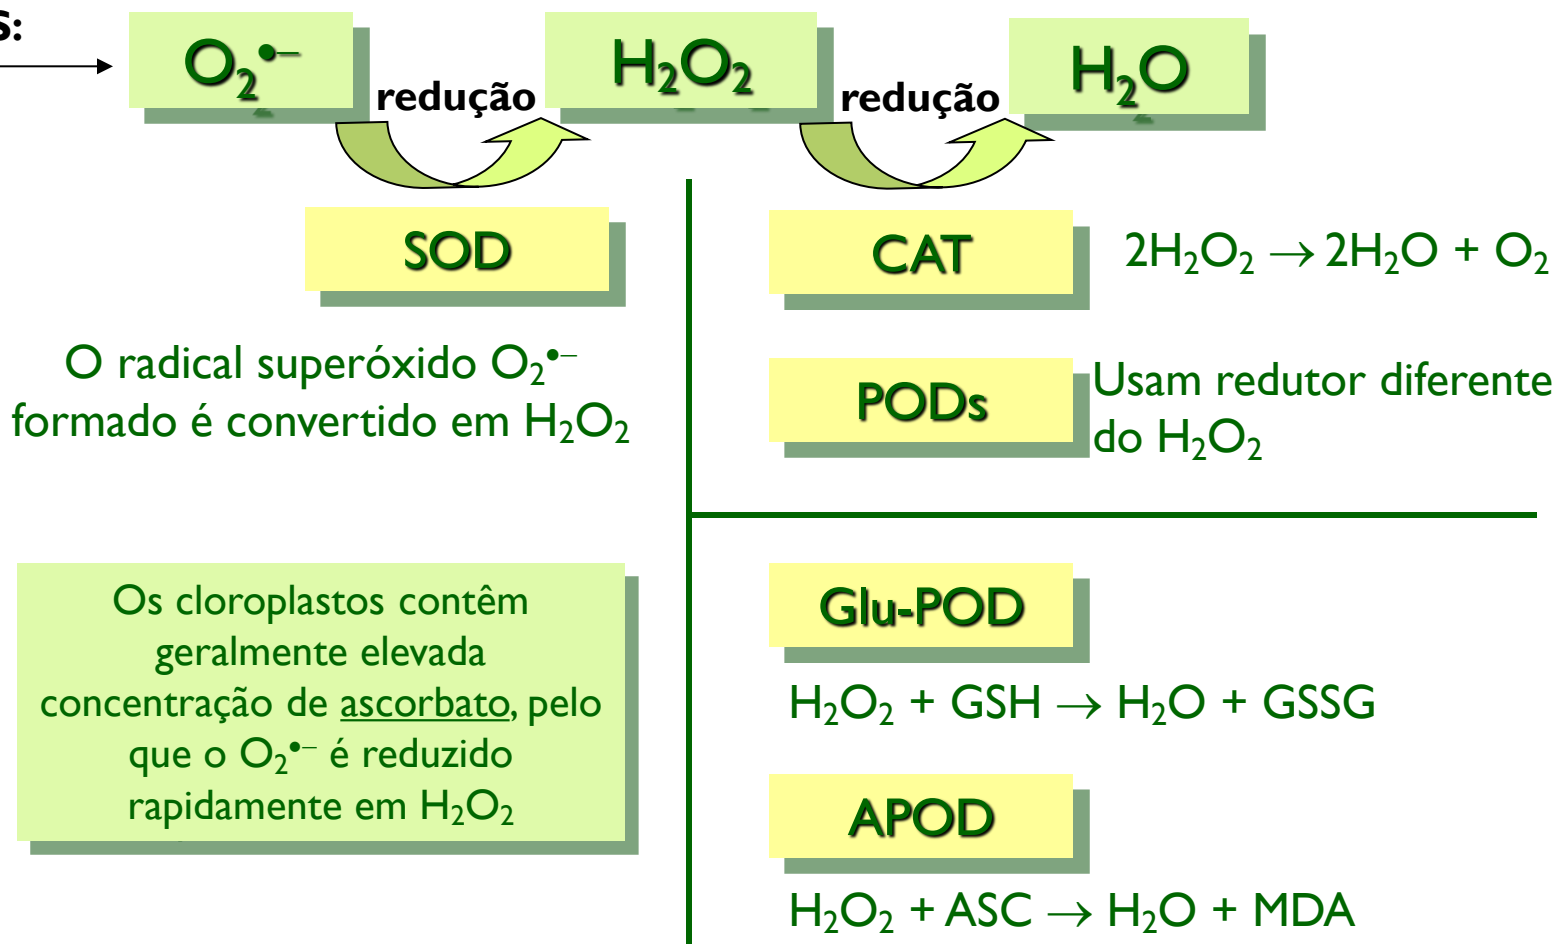 S:
O₂•–
redução
H₂O₂
redução
H₂O
SOD
O radical superóxido O₂•–
formado é convertido em H₂O₂
CAT
2H₂O₂ → 2H₂O + O₂
PODs
Usam redutor diferente
do H₂O₂
Os cloroplastos contêm
geralmente elevada
concentração de ascorbato, pelo
que o O₂•– é reduzido
rapidamente em H₂O₂
Glu-POD
H₂O₂ + GSH → H₂O + GSSG
APOD
H₂O₂ + ASC → H₂O + MDA